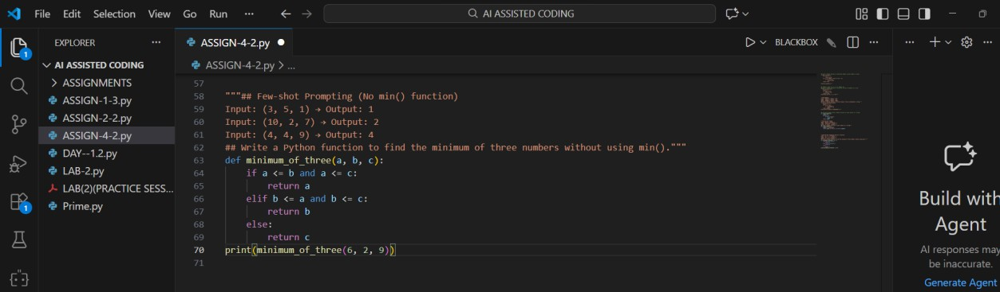 File Edit Selection View Go Run ··· ← → AI ASSISTED CODING
EXPLORER ···
AI ASSISTED CODING
ASSIGNMENTS
ASSIGN-1-3.py
ASSIGN-2-2.py
ASSIGN-4-2.py
DAY--1.2.py
LAB-2.py
LAB(2)(PRACTICE SESS...
Prime.py
1
1
ASSIGN-4-2.py ●
BLACKBOX ···
ASSIGN-4-2.py > ...
57
58 """## Few-shot Prompting (No min() function)
59 Input: (3, 5, 1) → Output: 1
60 Input: (10, 2, 7) → Output: 2
61 Input: (4, 4, 9) → Output: 4
62 ## Write a Python function to find the minimum of three numbers without using min()."""
63 def minimum_of_three(a, b, c):
64     if a <= b and a <= c:
65         return a
66     elif b <= a and b <= c:
67         return b
68     else:
69         return c
70 print(minimum_of_three(6, 2, 9))
71
Build with
Agent
AI responses may
be inaccurate.
Generate Agent